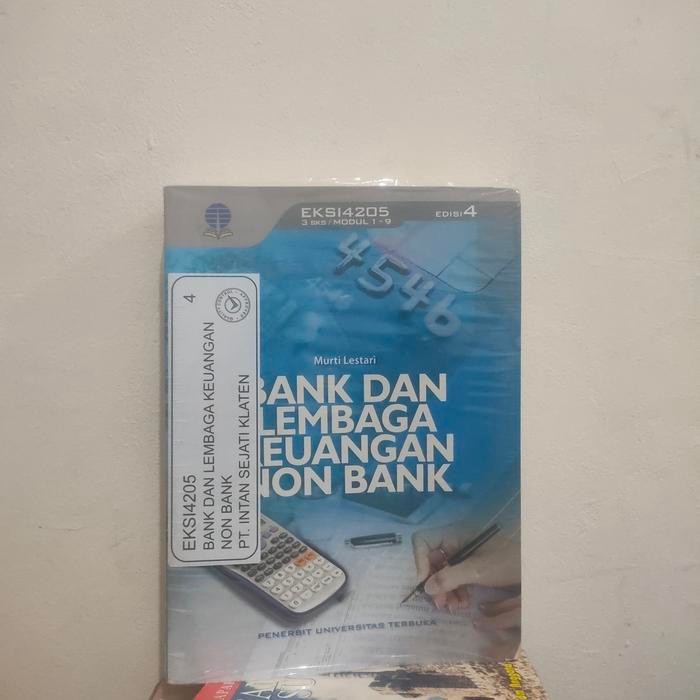 EKSI4205
3 SKS / MODUL 1 - 9
EDISI 4
4546
Murti Lestari
BANK DAN
LEMBAGA
KEUANGAN
NON BANK
EKSI4205
4
BANK DAN LEMBAGA KEUANGAN
NON BANK
PT. INTAN SEJATI KLATEN
PENERBIT UNIVERSITAS TERBUKA